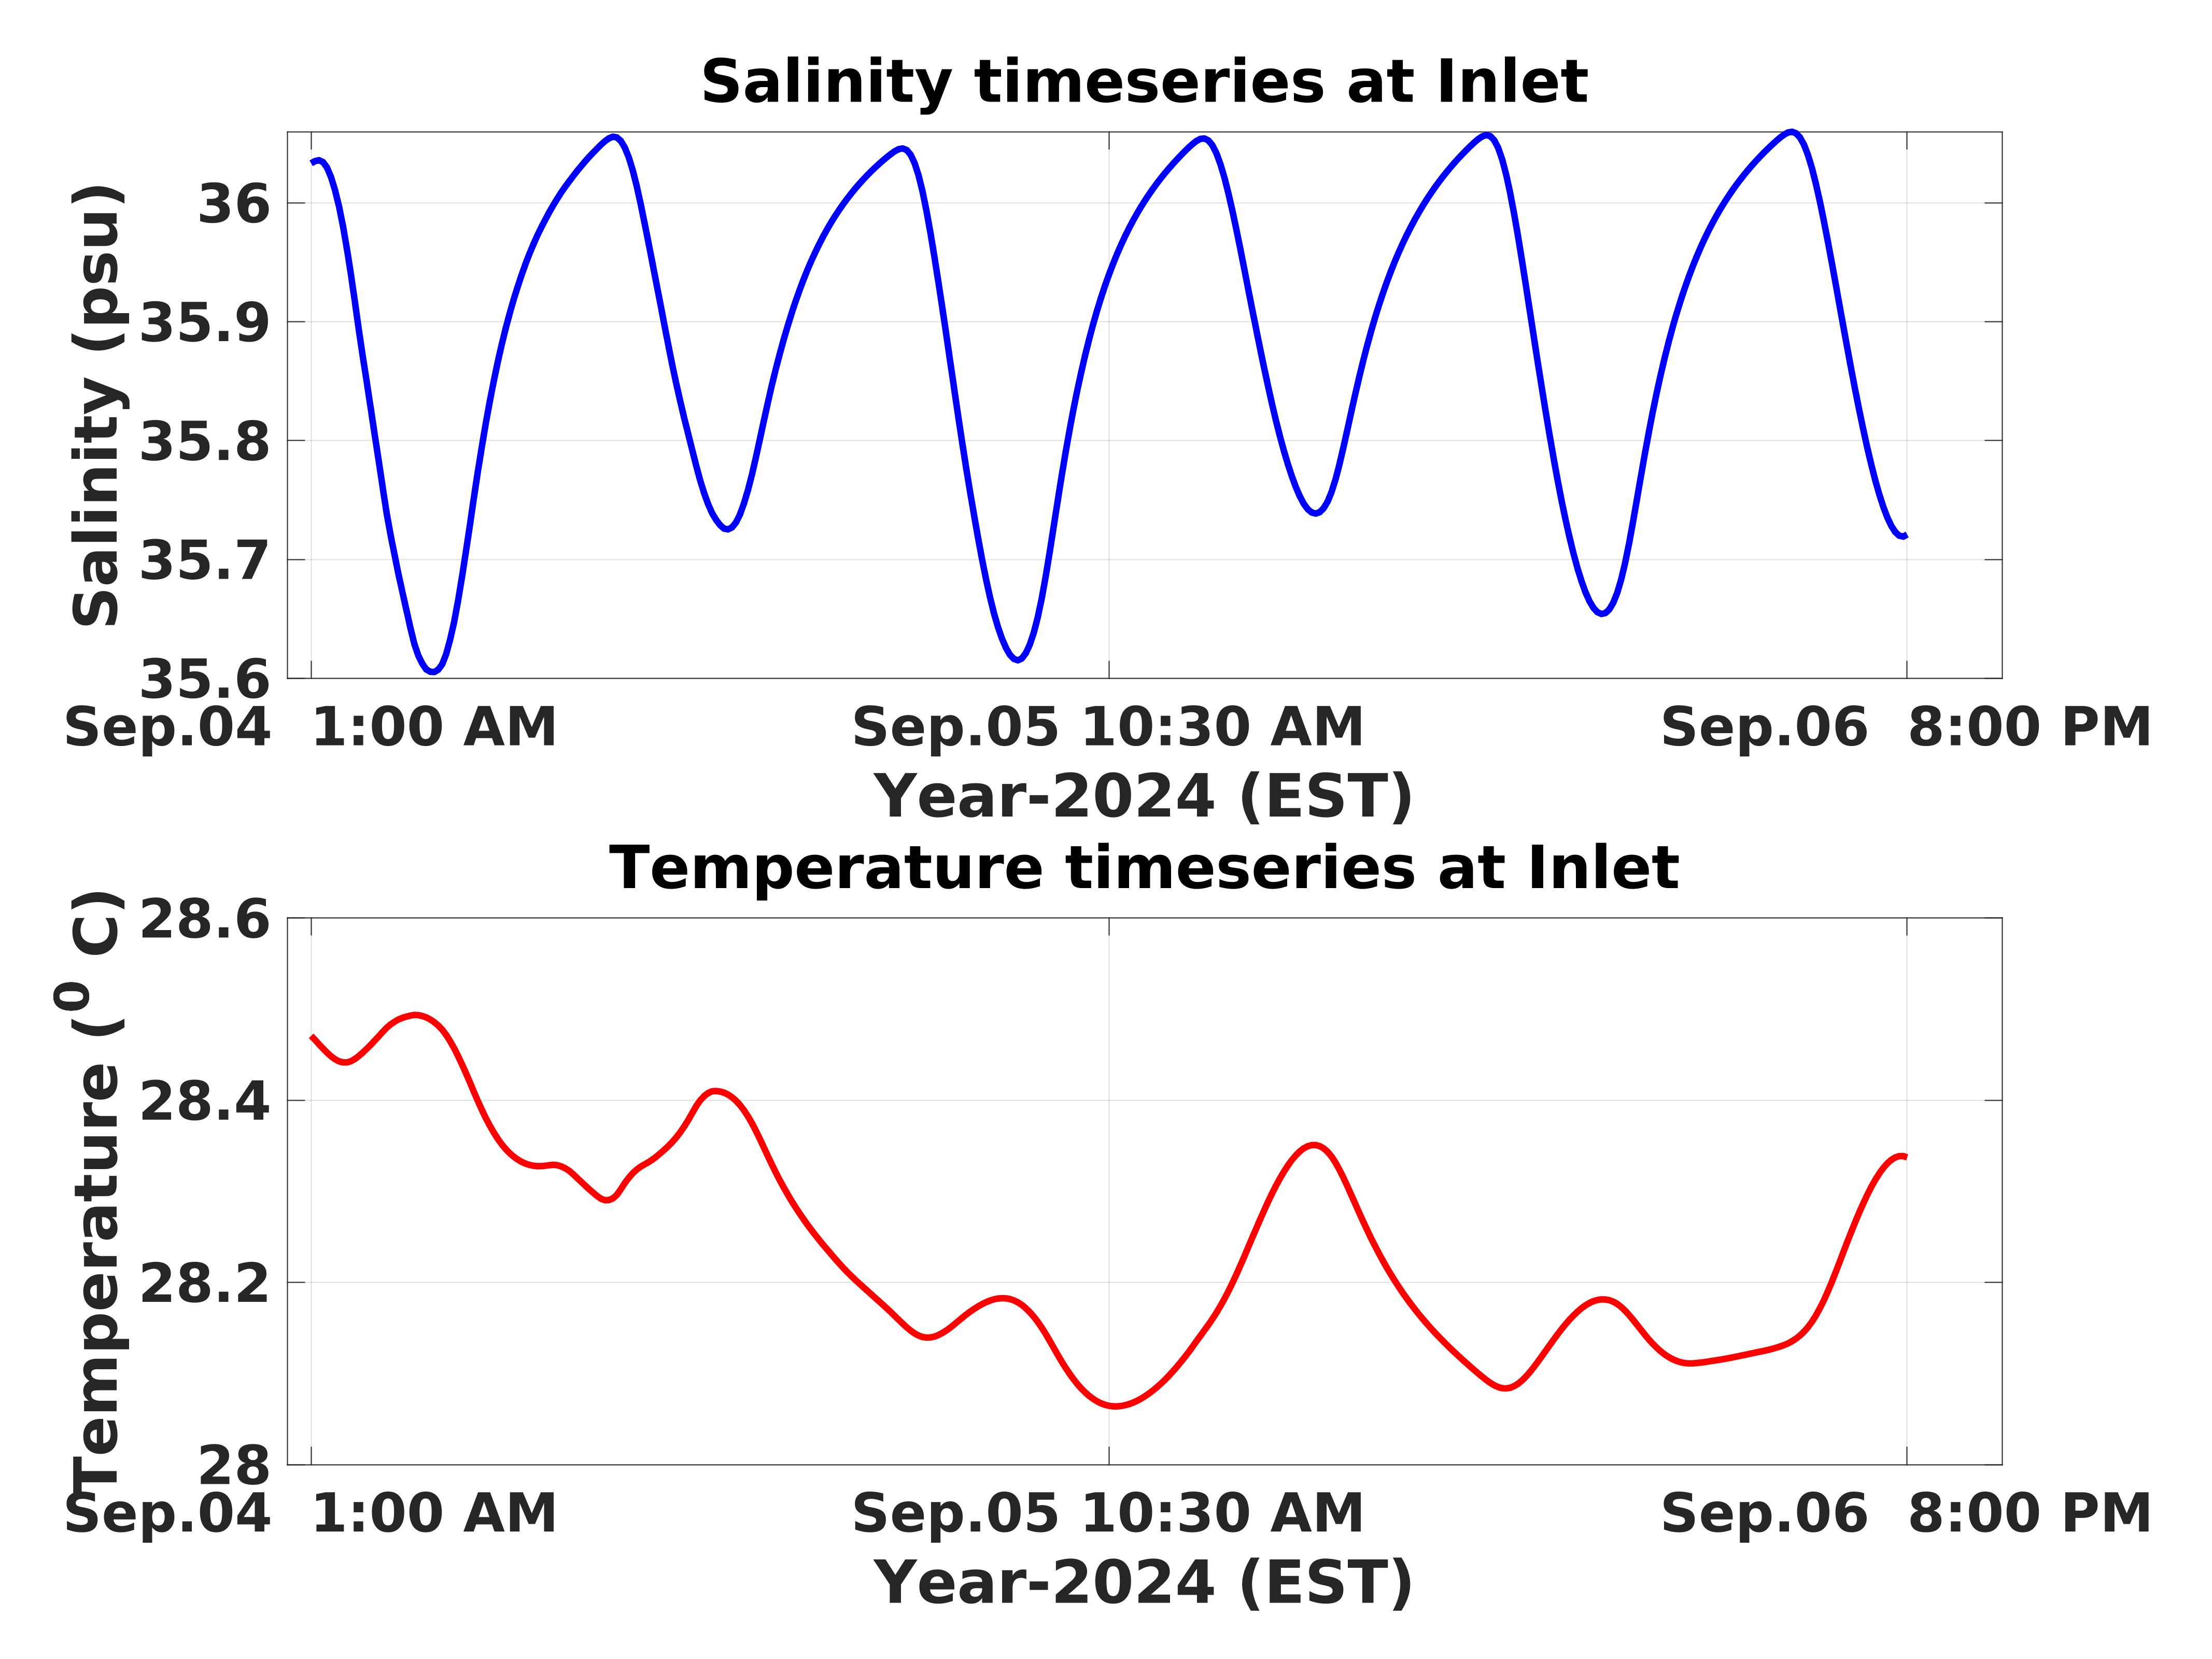 Salinity timeseries at Inlet
Salinity (psu)
36
35.9
35.8
35.7
35.6
Sep.04 1:00 AM
Sep.05 10:30 AM
Sep.06 8:00 PM
Year-2024 (EST)
Temperature timeseries at Inlet
Temperature (⁰ C)
28.6
28.4
28.2
28
Sep.04 1:00 AM
Sep.05 10:30 AM
Sep.06 8:00 PM
Year-2024 (EST)